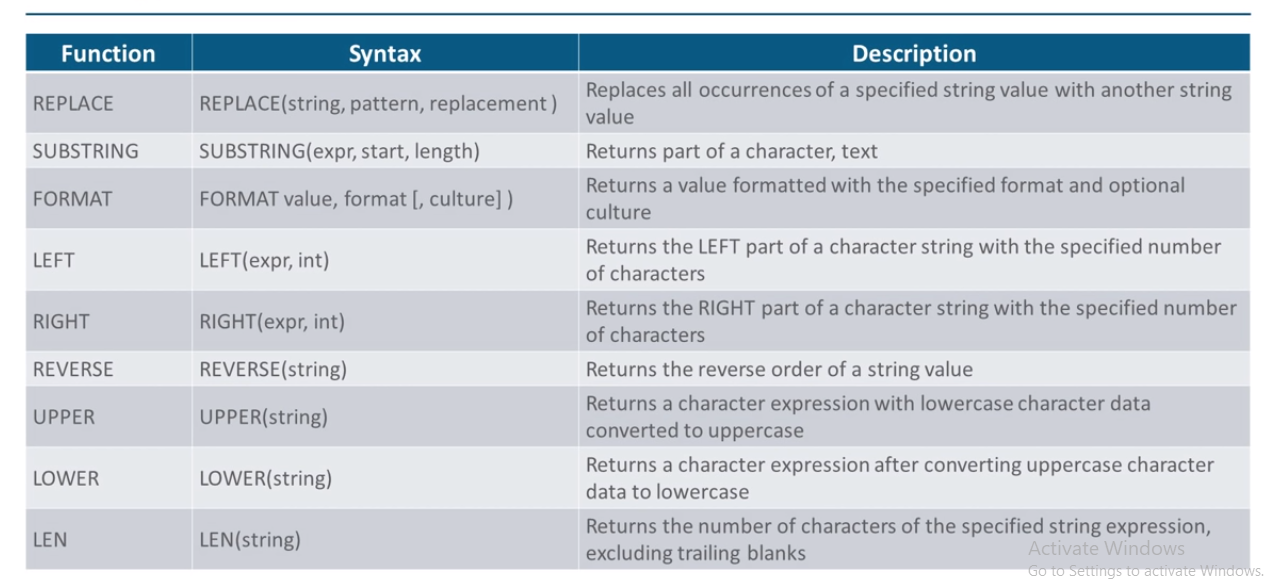 Function Syntax Description
REPLACE REPLACE(string, pattern, replacement ) Replaces all occurrences of a specified string value with another string
value
SUBSTRING SUBSTRING(expr, start, length) Returns part of a character, text
FORMAT FORMAT value, format [, culture] ) Returns a value formatted with the specified format and optional
culture
LEFT LEFT(expr, int) Returns the LEFT part of a character string with the specified number
of characters
RIGHT RIGHT(expr, int) Returns the RIGHT part of a character string with the specified number
of characters
REVERSE REVERSE(string) Returns the reverse order of a string value
UPPER UPPER(string) Returns a character expression with lowercase character data
converted to uppercase
LOWER LOWER(string) Returns a character expression after converting uppercase character
data to lowercase
LEN LEN(string) Returns the number of characters of the specified string expression,
excluding trailing blanks
Activate Windows
Go to Settings to activate Windows.